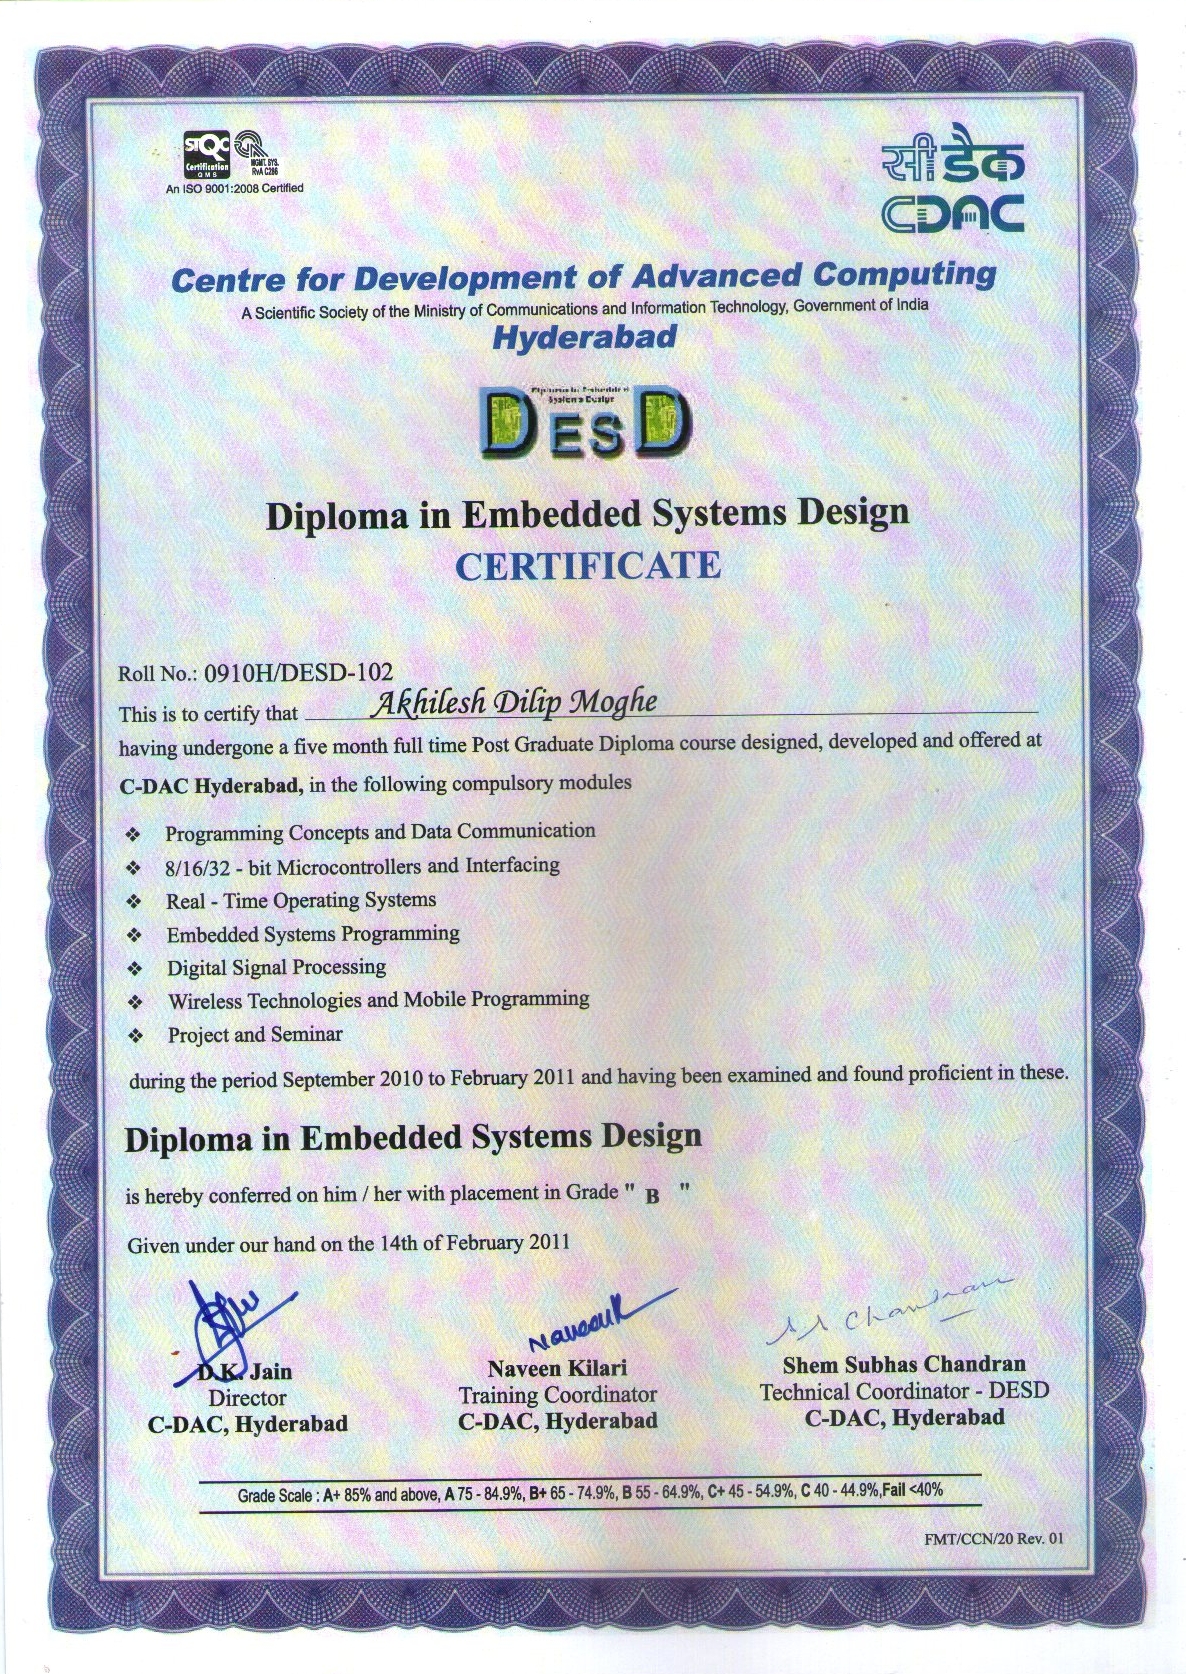 STQC
Certification
QMS
MGMT. SYS.
RvA C286
An ISO 9001:2008 Certified
सी डैक
CDAC
Centre for Development of Advanced Computing
A Scientific Society of the Ministry of Communications and Information Technology, Government of India
Hyderabad
DESD
Diploma in Embedded Systems Design
CERTIFICATE
Roll No.: 0910H/DESD-102
This is to certify that Akhilesh Dilip Moghe
having undergone a five month full time Post Graduate Diploma course designed, developed and offered at
C-DAC Hyderabad, in the following compulsory modules
❖ Programming Concepts and Data Communication
❖ 8/16/32 - bit Microcontrollers and Interfacing
❖ Real - Time Operating Systems
❖ Embedded Systems Programming
❖ Digital Signal Processing
❖ Wireless Technologies and Mobile Programming
❖ Project and Seminar
during the period September 2010 to February 2011 and having been examined and found proficient in these.
Diploma in Embedded Systems Design
is hereby conferred on him / her with placement in Grade " B "
Given under our hand on the 14th of February 2011
NaveenK
S S Chandran
D.K. Jain
Director
C-DAC, Hyderabad
Naveen Kilari
Training Coordinator
C-DAC, Hyderabad
Shem Subhas Chandran
Technical Coordinator - DESD
C-DAC, Hyderabad
Grade Scale : A+ 85% and above, A 75 - 84.9%, B+ 65 - 74.9%, B 55 - 64.9%, C+ 45 - 54.9%, C 40 - 44.9%,Fail <40%
FMT/CCN/20 Rev. 01